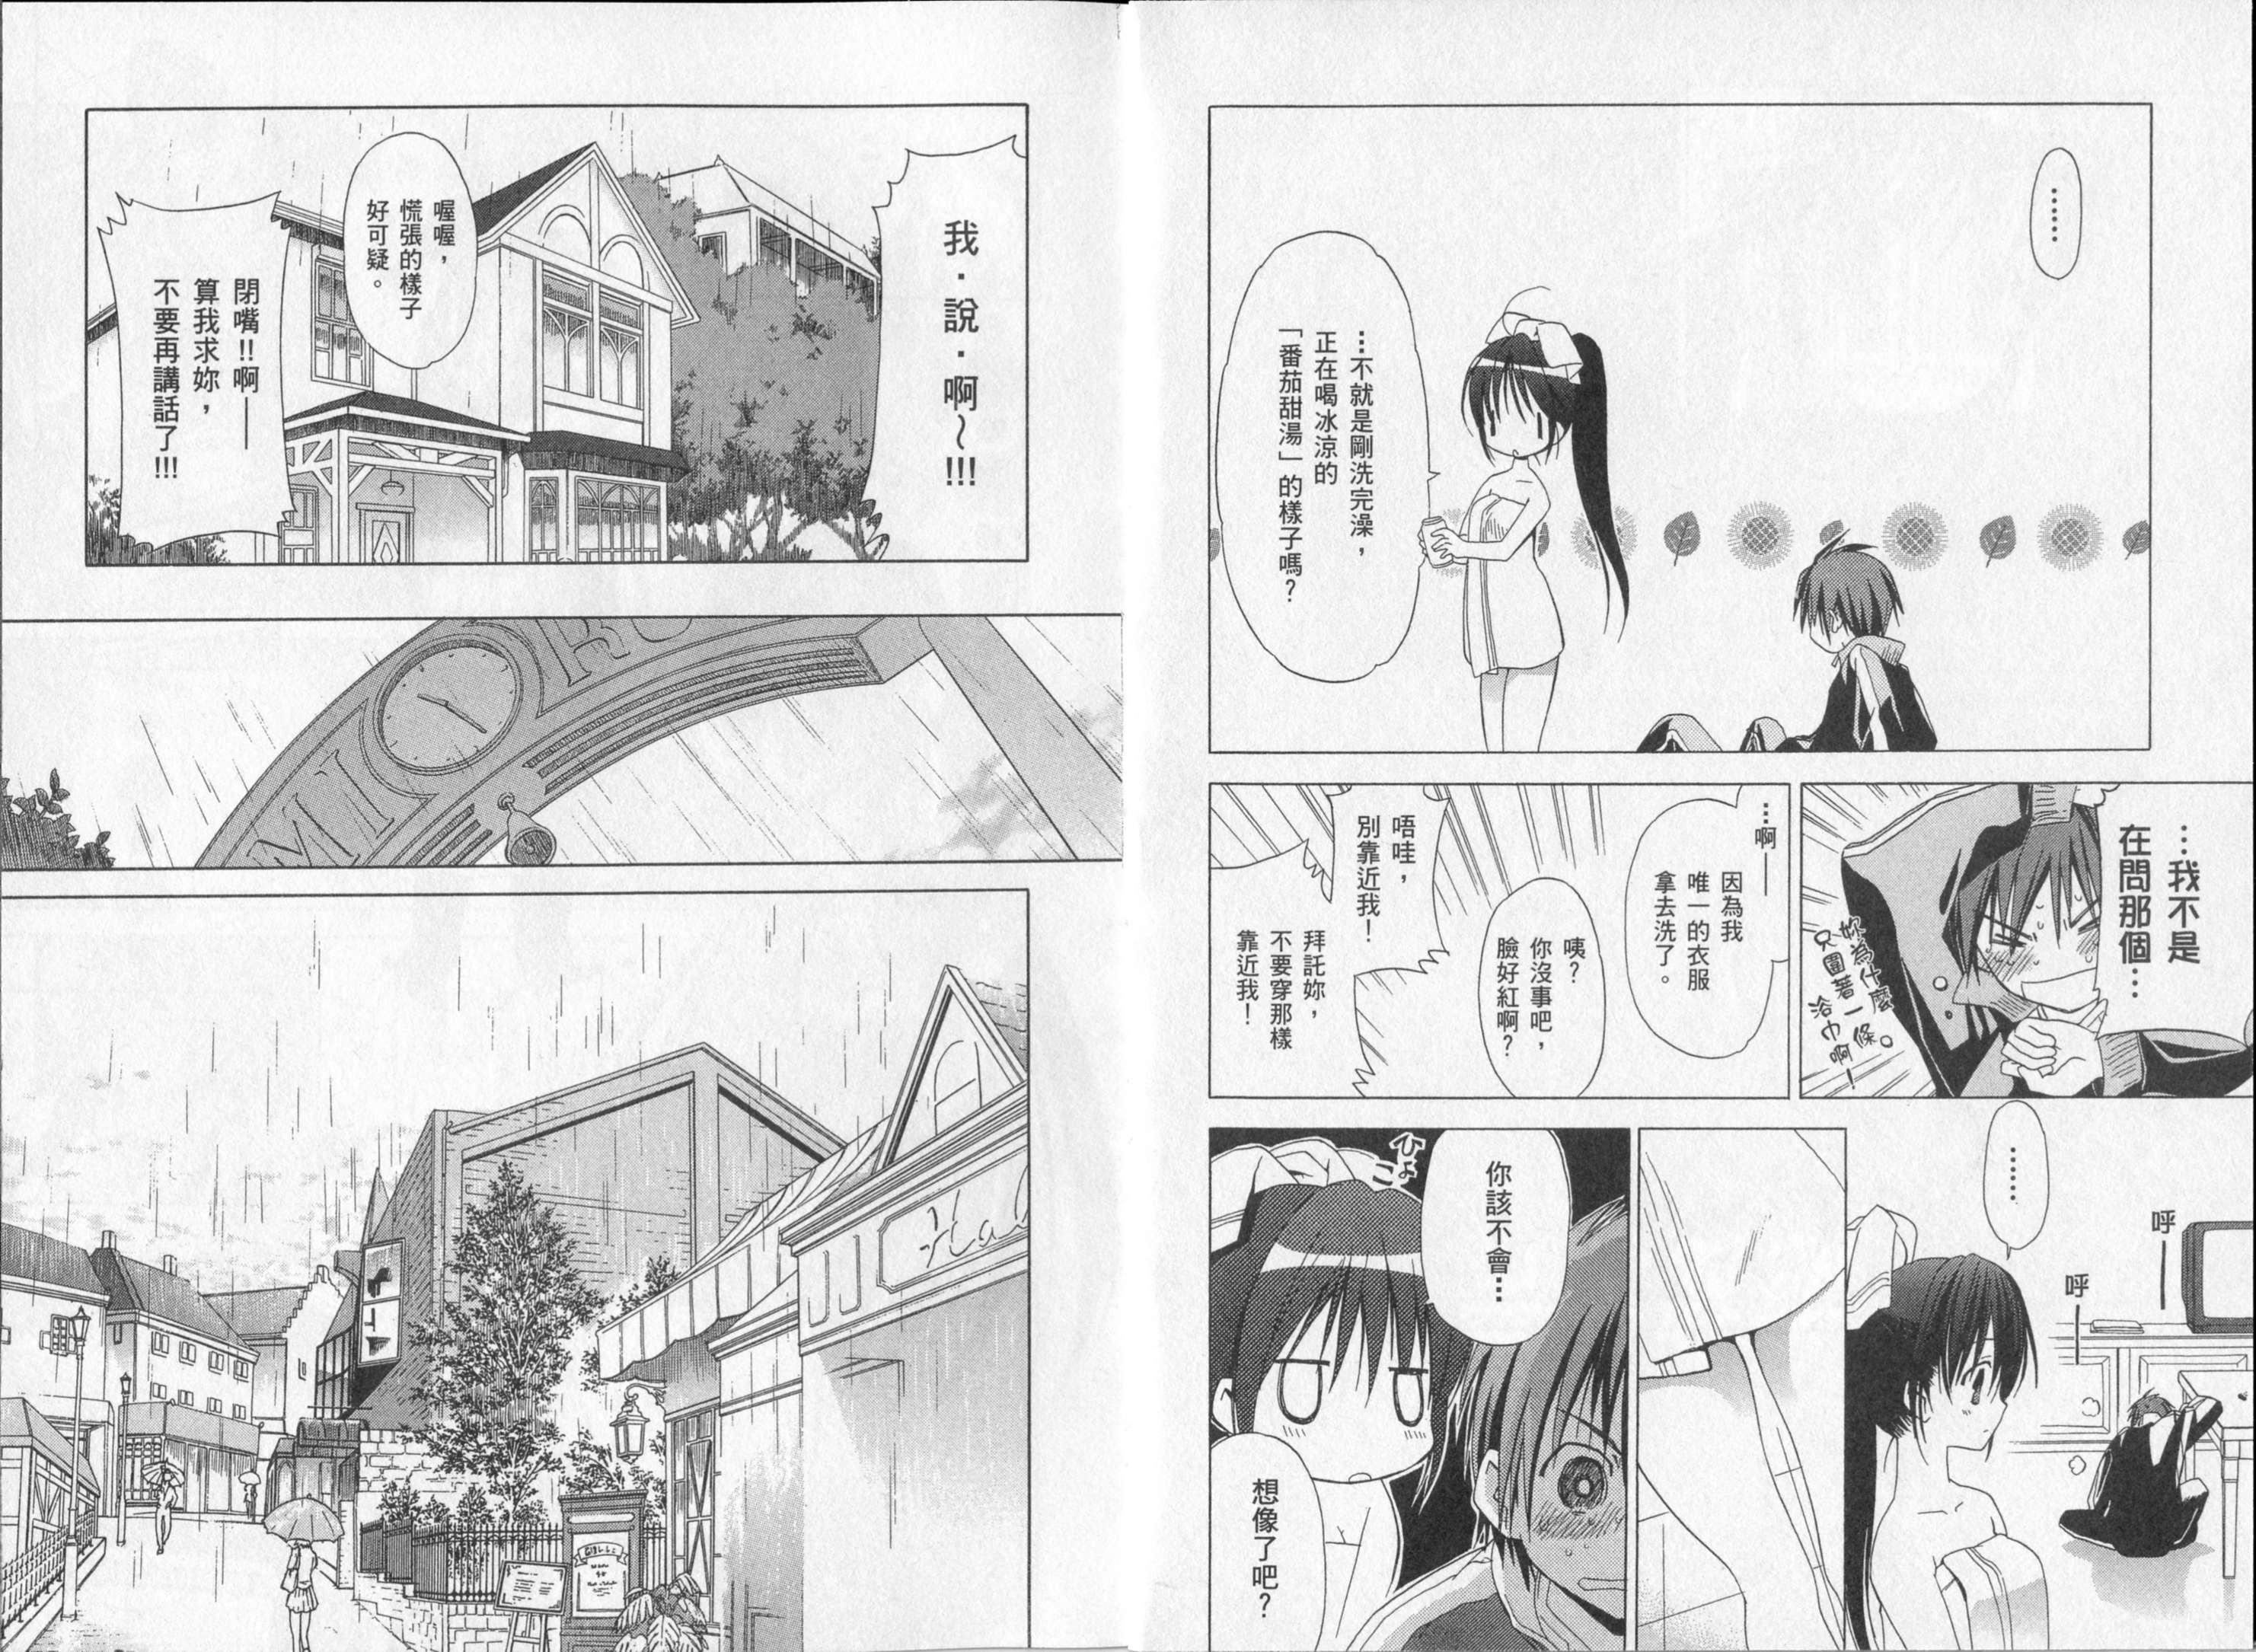 ……
…不就是剛洗完澡，
正在喝冰涼的
「番茄甜湯」的樣子嗎？
…我不是
在問那個…
妳為什麼
只圍著一條
浴巾啊！
…啊——
因為我
唯一的衣服
拿去洗了。
咦？
你沒事吧，
臉好紅啊？
唔哇，
別靠近我！
拜託妳，
不要穿那樣
靠近我！
呼—
呼—
……
你該不會…
ひょこ
想像了吧？
我．說．啊～!!!
喔喔，
慌張的樣子
好可疑。
閉嘴!!啊——
算我求妳，
不要再講話了!!!
MI